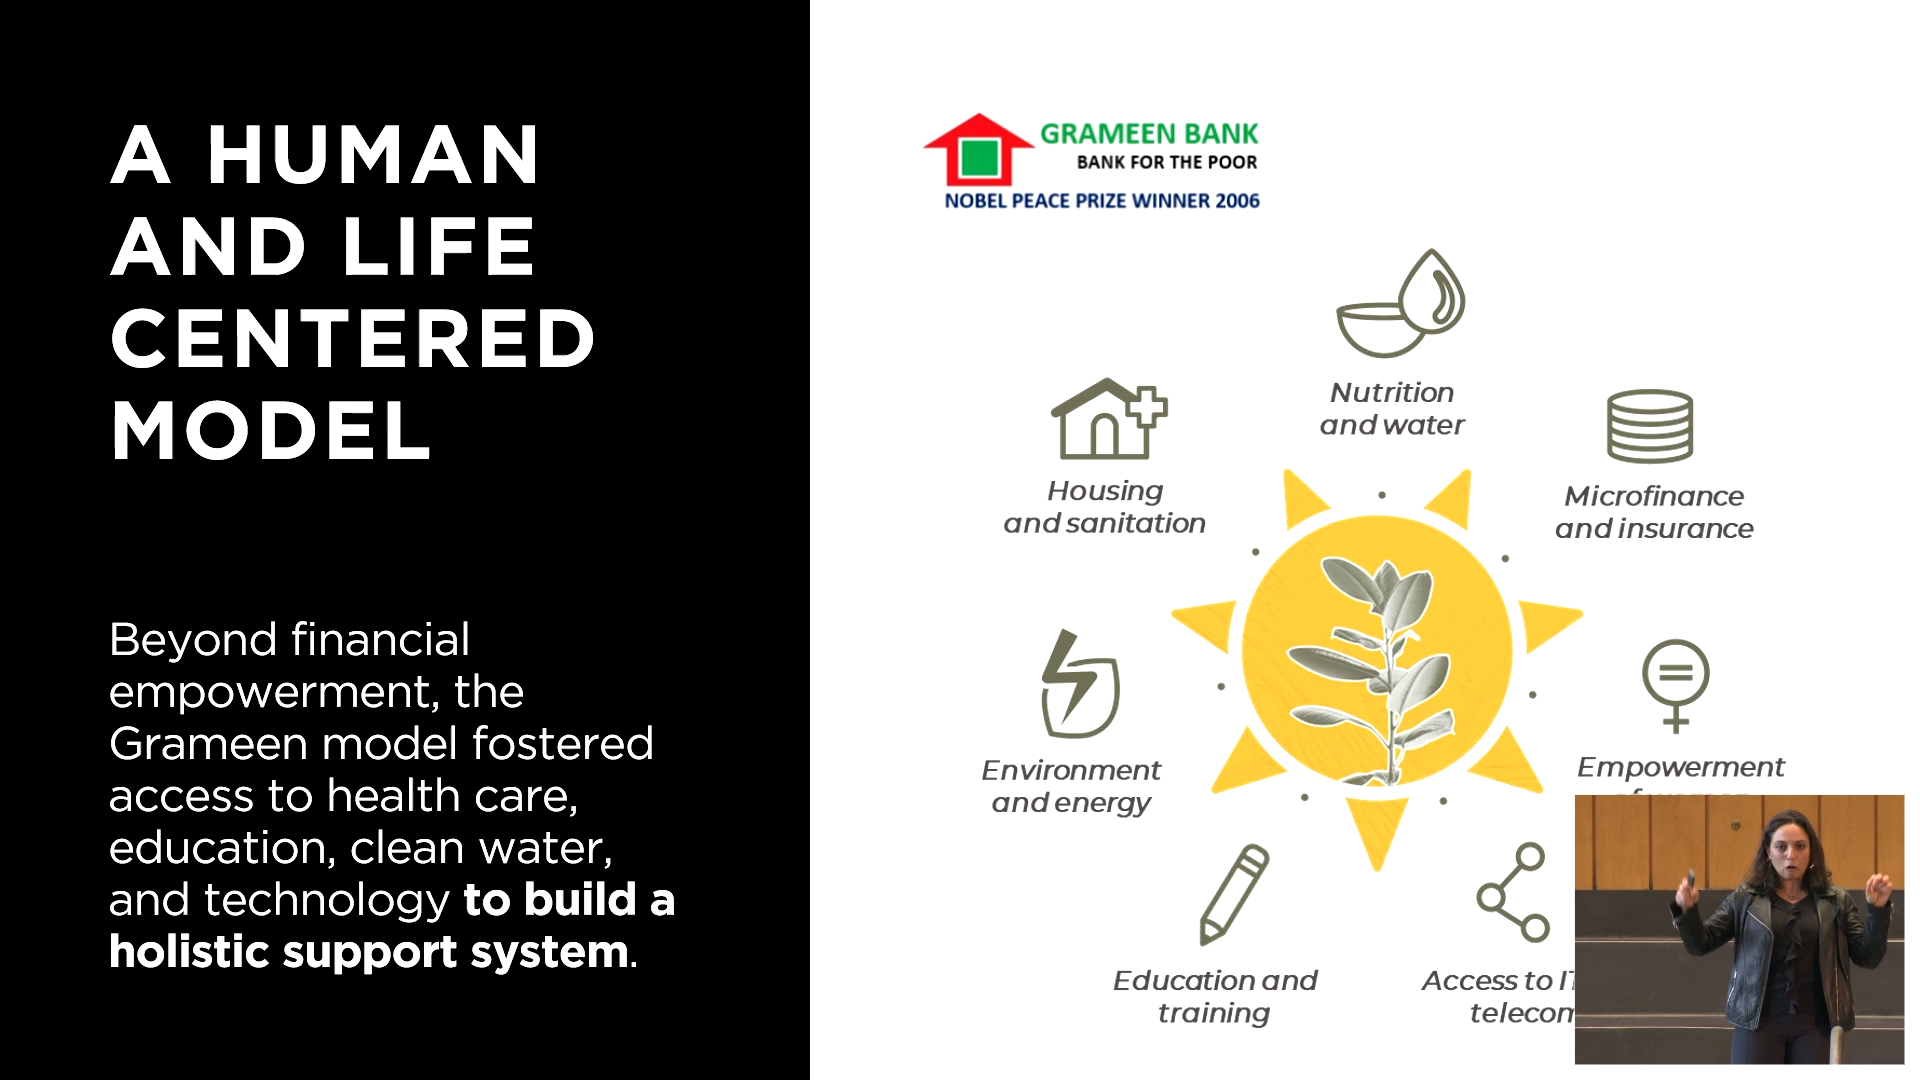 A HUMAN
AND LIFE
CENTERED
MODEL
Beyond financial
empowerment, the
Grameen model fostered
access to health care,
education, clean water,
and technology to build a
holistic support system.
GRAMEEN BANK
BANK FOR THE POOR
NOBEL PEACE PRIZE WINNER 2006
Nutrition
and water
Housing
and sanitation
Microfinance
and insurance
Environment
and energy
Empowerment
Education and
training
Access to